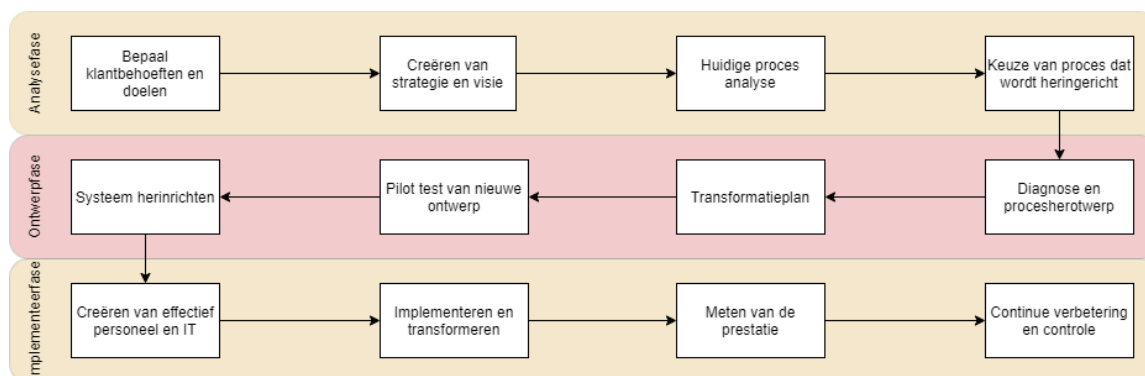 Analysefase
Bepaal
klantbehoeften en
doelen
Creëren van
strategie en visie
Huidige proces
analyse
Keuze van proces dat
wordt heringericht
Ontwerpfase
Systeem herinrichten
Pilot test van nieuwe
ontwerp
Transformatieplan
Diagnose en
procesherotwerp
Implementeerfase
Creëren van effectief
personeel en IT
Implementeren en
transformeren
Meten van de
prestatie
Continue verbetering
en controle